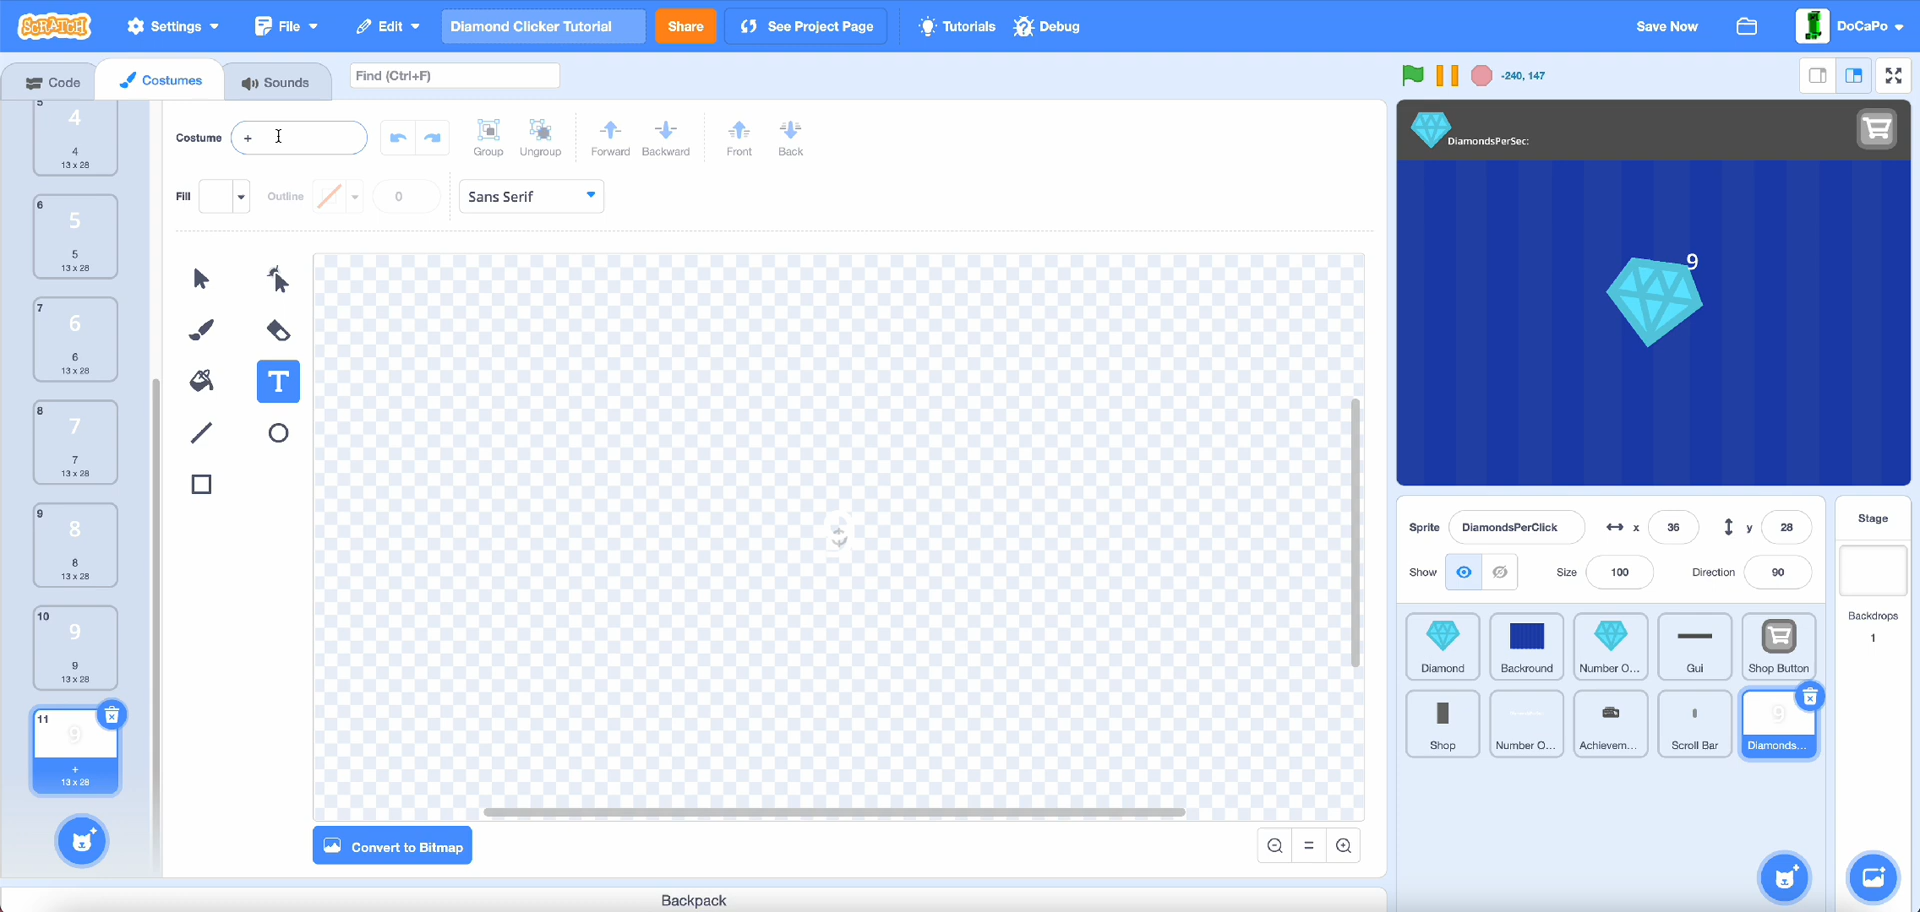 SCRATCH
Settings
File
Edit
Diamond Clicker Tutorial
Share
See Project Page
Tutorials
Debug
Save Now
DoCaPo
Code
Costumes
Sounds
Find (Ctrl+F)
-240, 147
Costume
+
Group
Ungroup
Forward
Backward
Front
Back
Fill
Outline
0
Sans Serif
5
4
4
13 x 28
6
5
5
13 x 28
7
6
6
13 x 28
8
7
7
13 x 28
9
8
8
13 x 28
10
9
9
13 x 28
11
9
+
13 x 28
T
9
Convert to Bitmap
=
Backpack
DiamondsPerSec:
9
Sprite
DiamondsPerClick
x
36
y
28
Show
Size
100
Direction
90
Diamond
Backround
Number O...
Gui
Shop Button
Shop
Number O...
Achievem...
Scroll Bar
9
Diamonds...
Stage
Backdrops
1